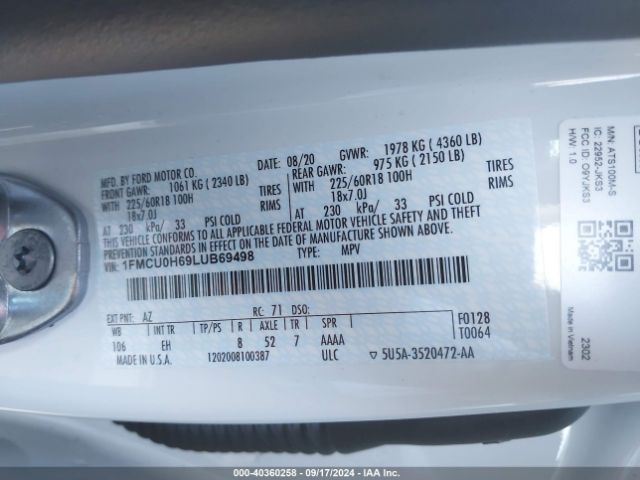 MFD. BY FORD MOTOR CO.
DATE: 08/20 GVWR: 1978 KG ( 4360 LB)
FRONT GAWR: 1061 KG ( 2340 LB)
REAR GAWR: 975 KG ( 2150 LB)
WITH 225/60R18 100H TIRES
WITH 225/60R18 100H TIRES
18x7.0J RIMS
18x7.0J RIMS
AT 230 kPa/ 33 PSI COLD
AT 230 kPa/ 33 PSI COLD
THIS VEHICLE CONFORMS TO ALL APPLICABLE FEDERAL MOTOR VEHICLE SAFETY AND THEFT
PREVENTION STANDARDS IN EFFECT ON THE DATE OF MANUFACTURE SHOWN ABOVE.
VIN: 1FMCU0H69LUB69498 TYPE: MPV
EXT PNT: AZ RC: 71 DSO: F0128
WB INT TR TP/PS R AXLE TR SPR T0064
106 EH 8 52 7 AAAA
MADE IN U.S.A. 1202008100387 ULC ▽ 5U5A-3520472-AA
M/N: ATS100M-S
IC: 22952-JKS3
FCC ID: O9YJKS3
H/W: 1.0
Made in Vietnam
2302
000-40360258 - 09/17/2024 - IAA Inc.